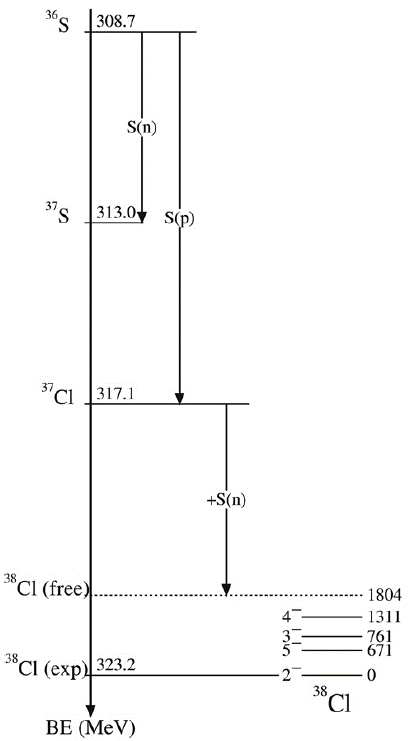 ³⁶S 308.7
S(n)
³⁷S 313.0 S(p)
³⁷Cl 317.1
+S(n)
³⁸Cl (free) 1804
4⁻ 1311
3⁻ 761
5⁻ 671
³⁸Cl (exp) 323.2 2⁻ 0
³⁸Cl
BE (MeV)